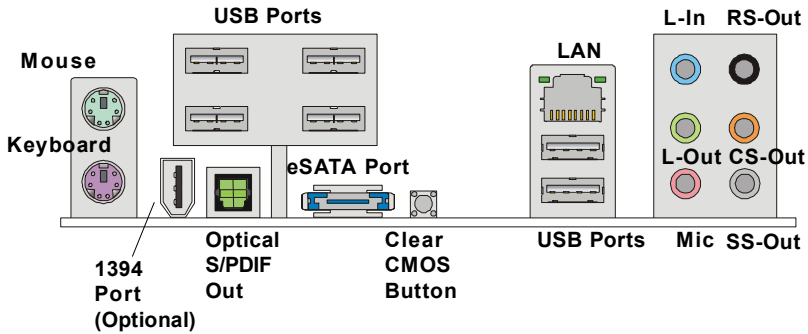 USB Ports
L-In
RS-Out
Mouse
LAN
Keyboard
eSATA Port
L-Out
CS-Out
Optical
S/PDIF
Out
Clear
CMOS
Button
USB Ports
Mic
SS-Out
1394
Port
(Optional)